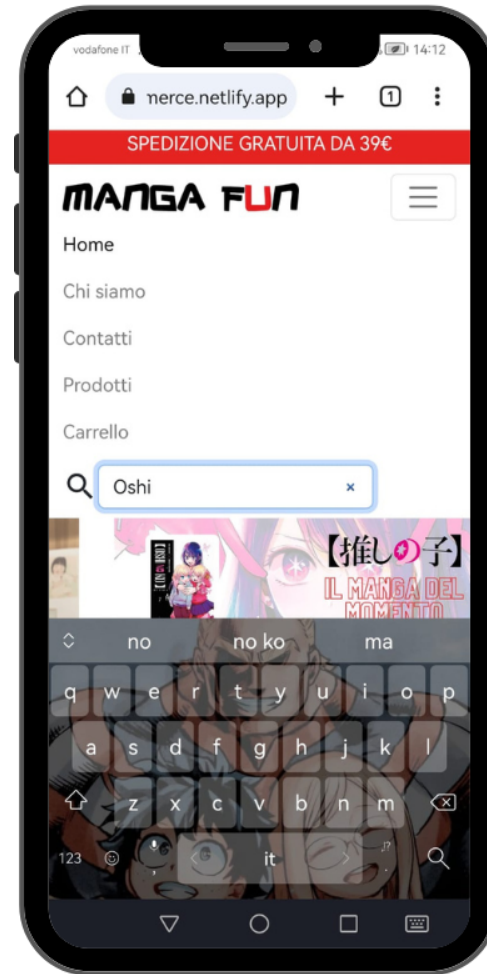 vodafone IT
14:12
merce.netlify.app
1
SPEDIZIONE GRATUITA DA 39€
MANGA FUN
Home
Chi siamo
Contatti
Prodotti
Carrello
Oshi
×
【推しの子】
IL MANGA DEL
MOMENTO
no no ko ma
q w e r t y u i o p
a s d f g h j k l
z x c v b n m
123 , it .!?